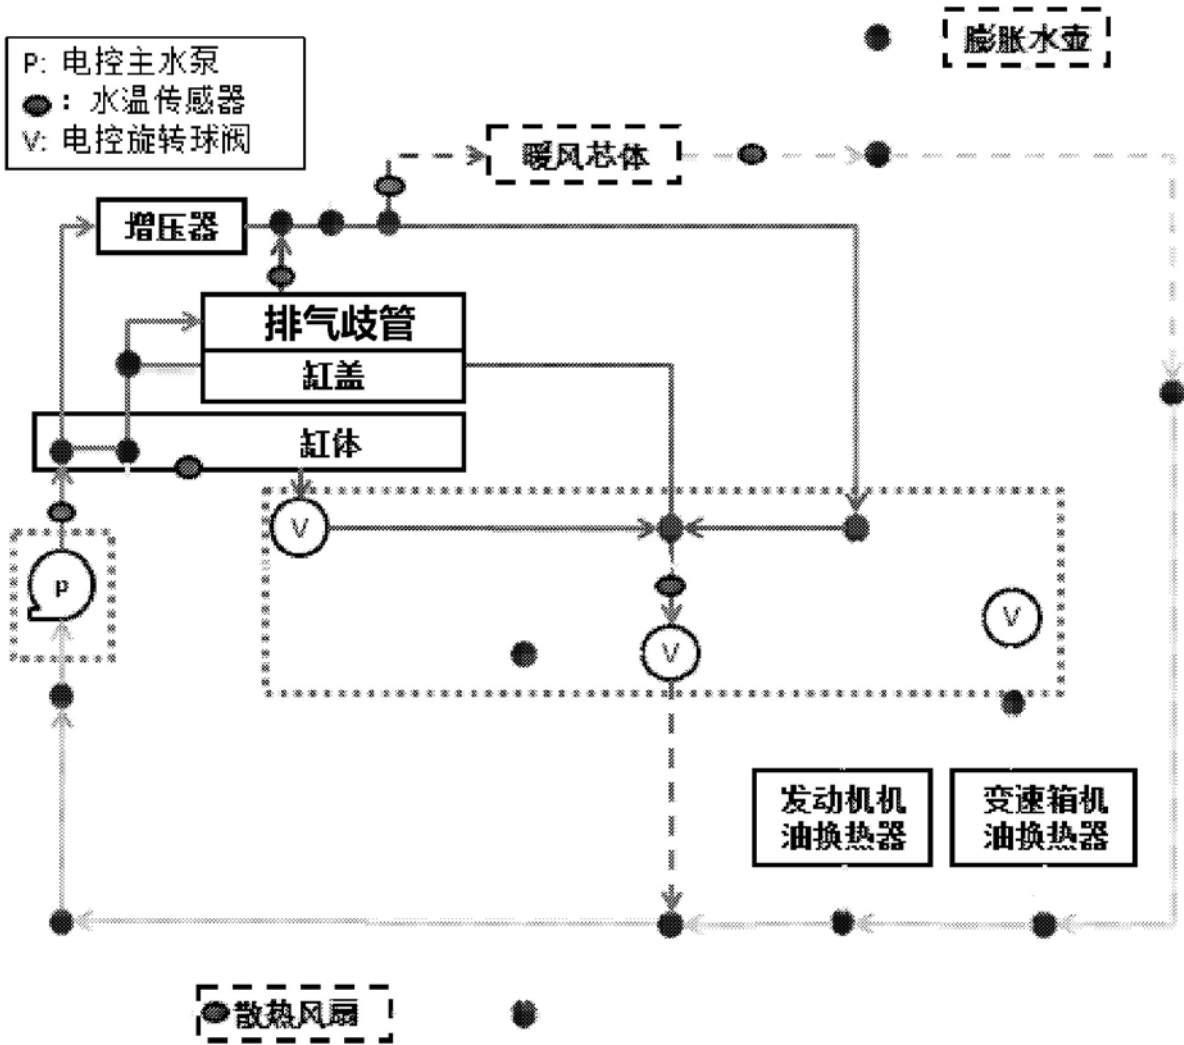 P: 电控主水泵
: 水温传感器
V: 电控旋转球阀
膨胀水壶
暖风芯体
增压器
排气歧管
缸盖
缸体
V
P
V
V
发动机机
油换热器
变速箱机
油换热器
散热风扇